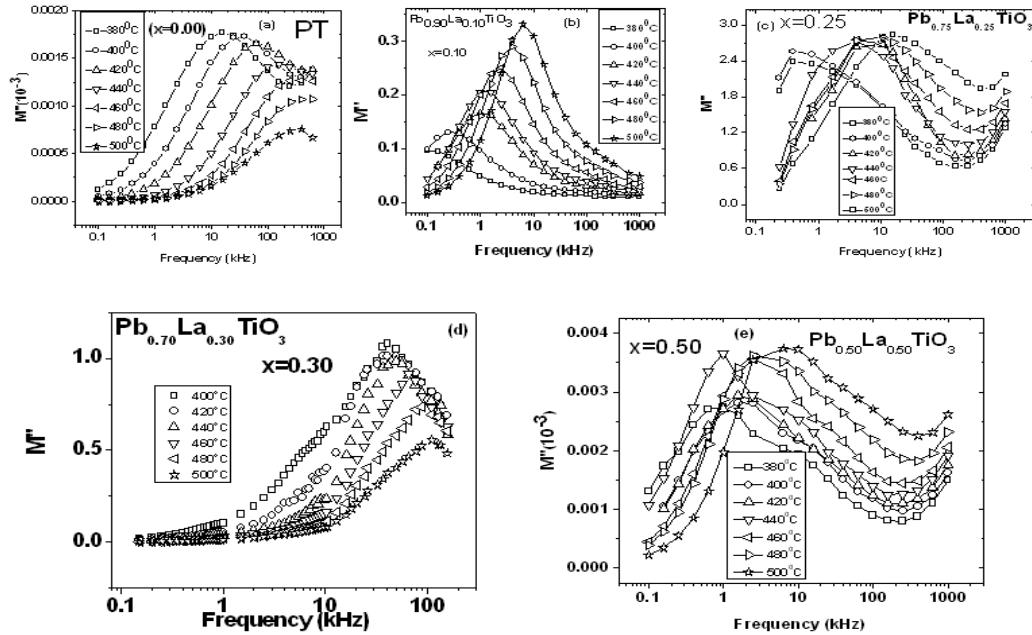 (x=0.00)
(a)
PT
0.0020
0.0015
0.0010
0.0005
0.0000
M"(10⁻³)
380⁰C
400⁰C
420⁰C
440⁰C
460⁰C
480⁰C
500⁰C
0.1 1 10 100 1000
Frequency (kHz)
Pb₀.₉₀La₀.₁₀TiO₃
(b)
x=0.10
0.3
0.2
0.1
0.0
M"
380⁰C
400⁰C
420⁰C
440⁰C
460⁰C
480⁰C
500⁰C
0.1 1 10 100 1000
Frequency (kHz)
(c) x=0.25
Pb₀.₇₅La₀.₂₅TiO₃
3.0
2.4
1.8
1.2
0.6
0.0
M"
380⁰C
400⁰C
420⁰C
440⁰C
460⁰C
480⁰C
500⁰C
1 10 100 1000
Frequency (kHz)
Pb₀.₇₀La₀.₃₀TiO₃
(d)
x=0.30
1.0
0.5
0.0
M"
400°C
420°C
440°C
460°C
480°C
500°C
0.1 1 10 100
Frequency (kHz)
(e)
x=0.50
Pb₀.₅₀La₀.₅₀TiO₃
0.004
0.003
0.002
0.001
0.000
M"(10⁻³)
380°C
400°C
420°C
440°C
460°C
480°C
500°C
0.1 1 10 100 1000
Frequency (kHz)